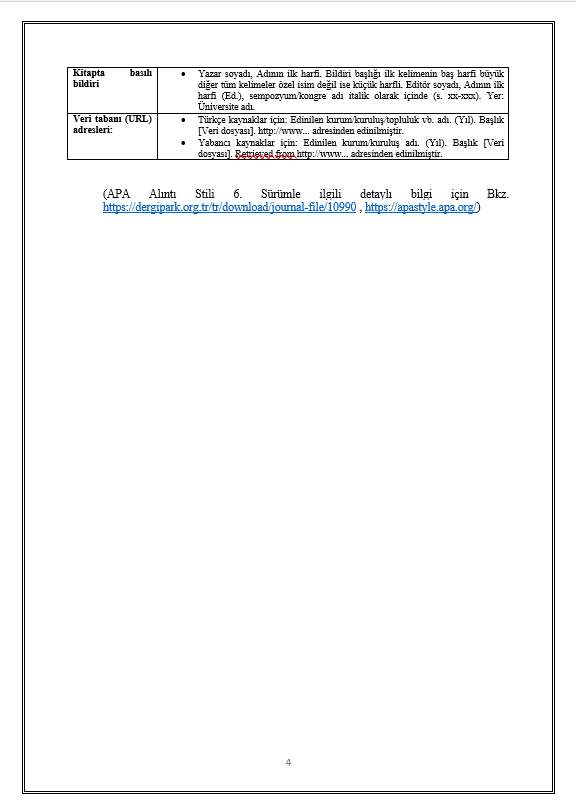 Kitapta basılı
bildiri
• Yazar soyadı, Adının ilk harfi. Bildiri başlığı ilk kelimenin baş harfi büyük
diğer tüm kelimeler özel isim değil ise küçük harfli. Editör soyadı, Adının ilk
harfi (Ed.), sempozyum/kongre adı italik olarak içinde (s. xx-xxx). Yer:
Üniversite adı.
Veri tabanı (URL)
adresleri:
• Türkçe kaynaklar için: Edinilen kurum/kuruluş/topluluk vb. adı. (Yıl). Başlık
[Veri dosyası]. http://www... adresinden edinilmiştir.
• Yabancı kaynaklar için: Edinilen kurum/kuruluş adı. (Yıl). Başlık [Veri
dosyası]. Retrieved from http://www... adresinden edinilmiştir.
(APA Alıntı Stili 6. Sürümle ilgili detaylı bilgi için Bkz.
https://dergipark.org.tr/tr/download/journal-file/10990 , https://apastyle.apa.org/)
4